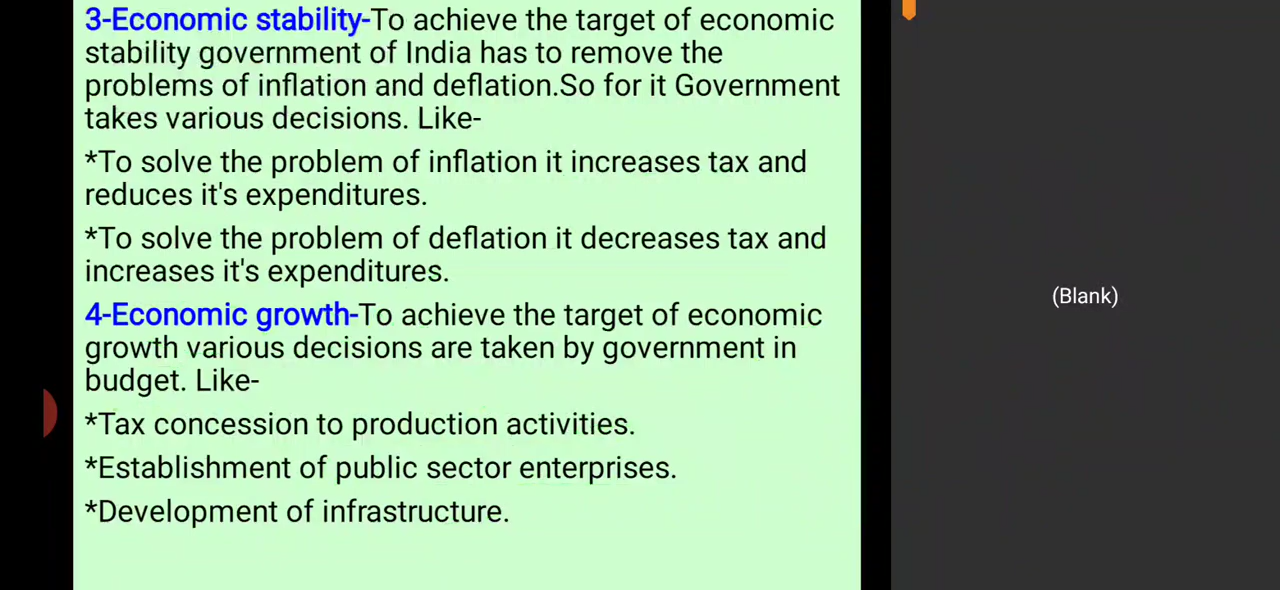 3-Economic stability-To achieve the target of economic
stability government of India has to remove the
problems of inflation and deflation.So for it Government
takes various decisions. Like-
*To solve the problem of inflation it increases tax and
reduces it's expenditures.
*To solve the problem of deflation it decreases tax and
increases it's expenditures.
4-Economic growth-To achieve the target of economic
growth various decisions are taken by government in
budget. Like-
*Tax concession to production activities.
*Establishment of public sector enterprises.
*Development of infrastructure.
(Blank)